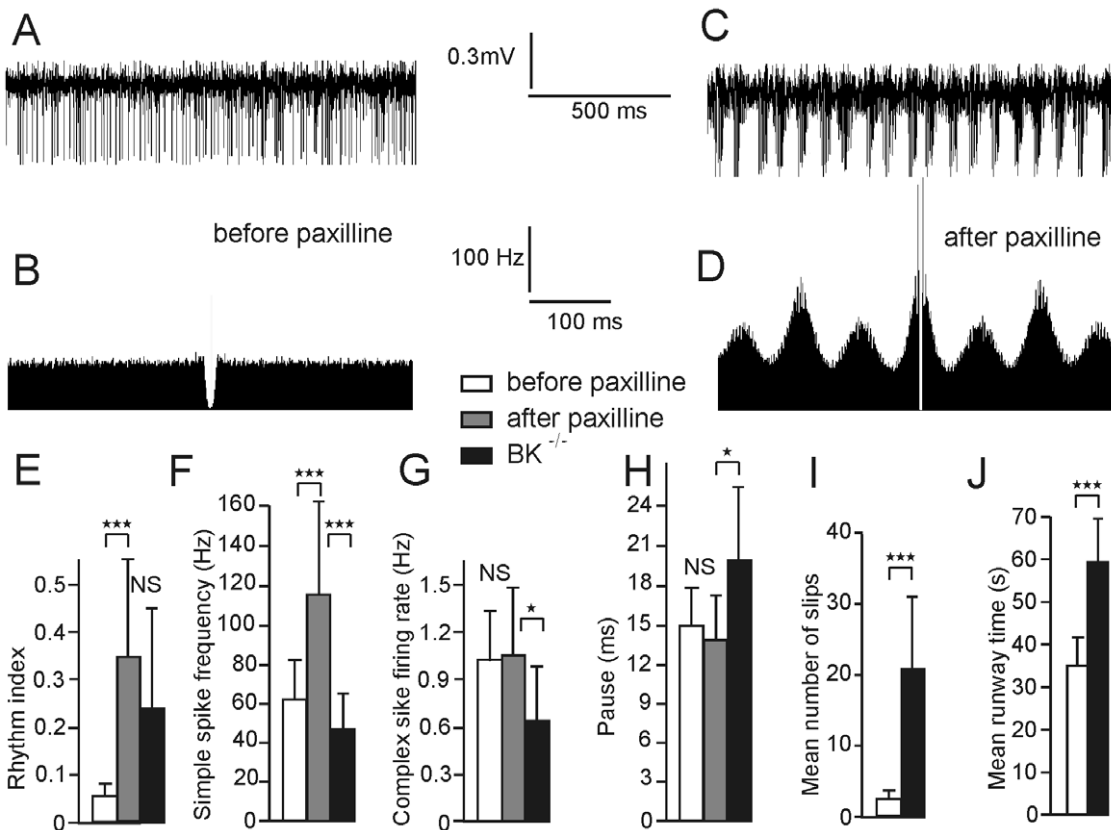 A
0.3mV
500 ms
C
before paxilline
B
100 Hz
100 ms
after paxilline
D
before paxilline
after paxilline
BK -/-
E
Rhythm index
0.5
0.4
0.3
0.2
0.1
0
★★★
NS
F
Simple spike frequency (Hz)
160
140
120
100
80
60
40
20
0
★★★
★★★
G
Complex sike firing rate (Hz)
1.5
1.2
0.9
0.6
0.3
0
NS
★
H
Pause (ms)
24
21
18
15
12
9
6
3
0
NS
★
I
Mean number of slips
40
30
20
10
0
★★★
J
Mean runway time (s)
70
60
50
40
30
20
10
0
★★★